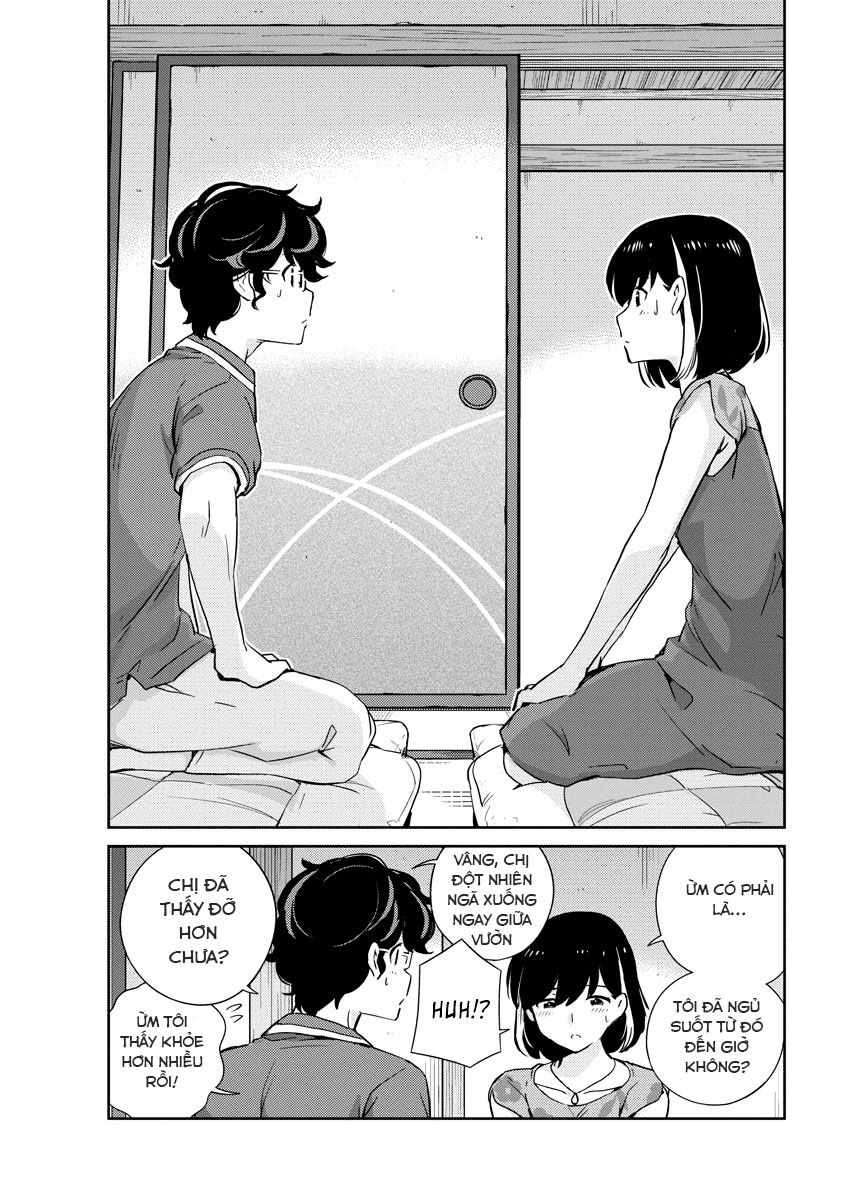 ỪM CÓ PHẢI
LÀ...
TÔI ĐÃ NGỦ
SUỐT TỪ ĐÓ
ĐẾN GIỜ
KHÔNG?
VÂNG, CHỊ
ĐỘT NHIÊN
NGÃ XUỐNG
NGAY GIỮA
VƯỜN
HUH!?
CHỊ ĐÃ
THẤY ĐỠ
HƠN
CHƯA?
ỪM TÔI
THẤY KHỎE
HƠN NHIỀU
RỒI!